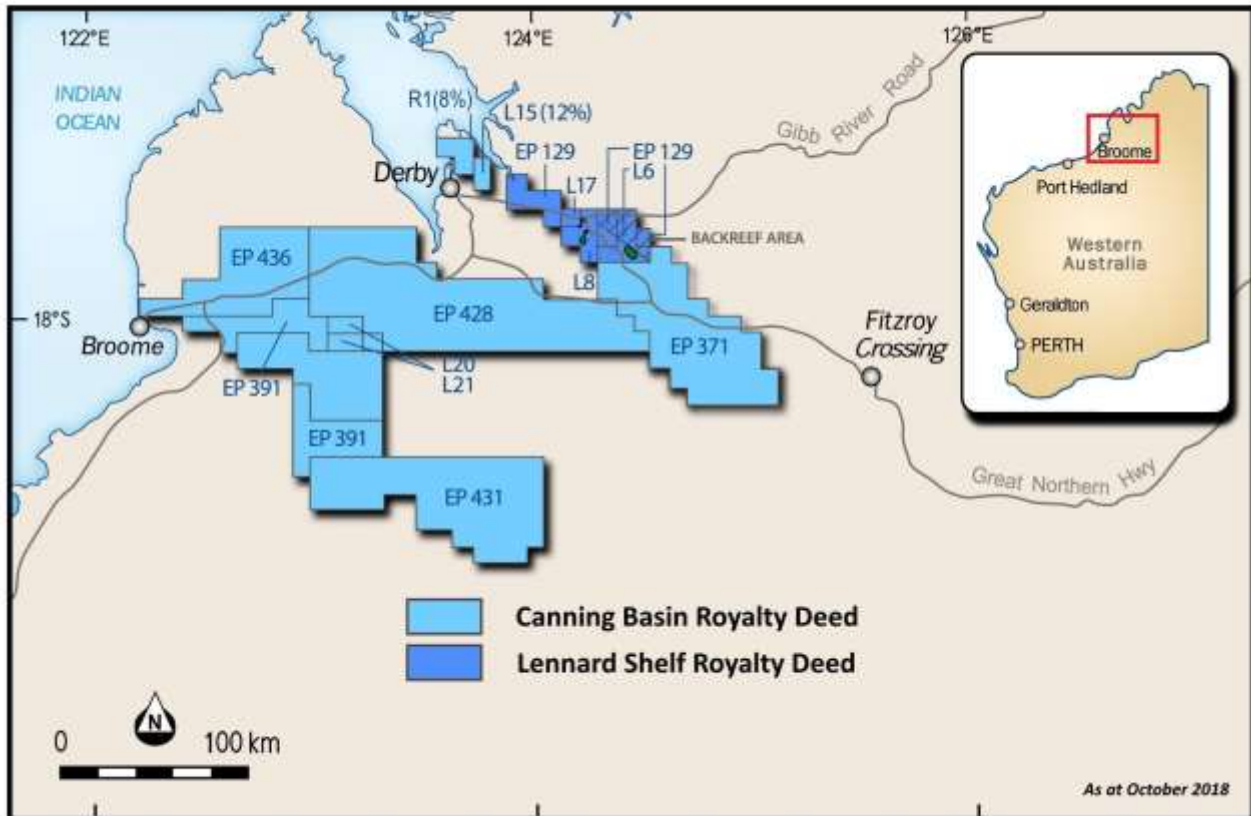 122°E
124°E
126°E
INDIAN
OCEAN
R1(8%)
L15 (12%)
EP 129
EP 129
L6
L17
Derby
Gibb River Road
BACKREEF AREA
EP 436
L8
18°S
Broome
EP 428
EP 371
Fitzroy
Crossing
EP 391
L20
L21
EP 391
EP 431
Great Northern Hwy
Broome
Port Hedland
Western
Australia
Geraldton
PERTH
Canning Basin Royalty Deed
Lennard Shelf Royalty Deed
N
0
100 km
As at October 2018